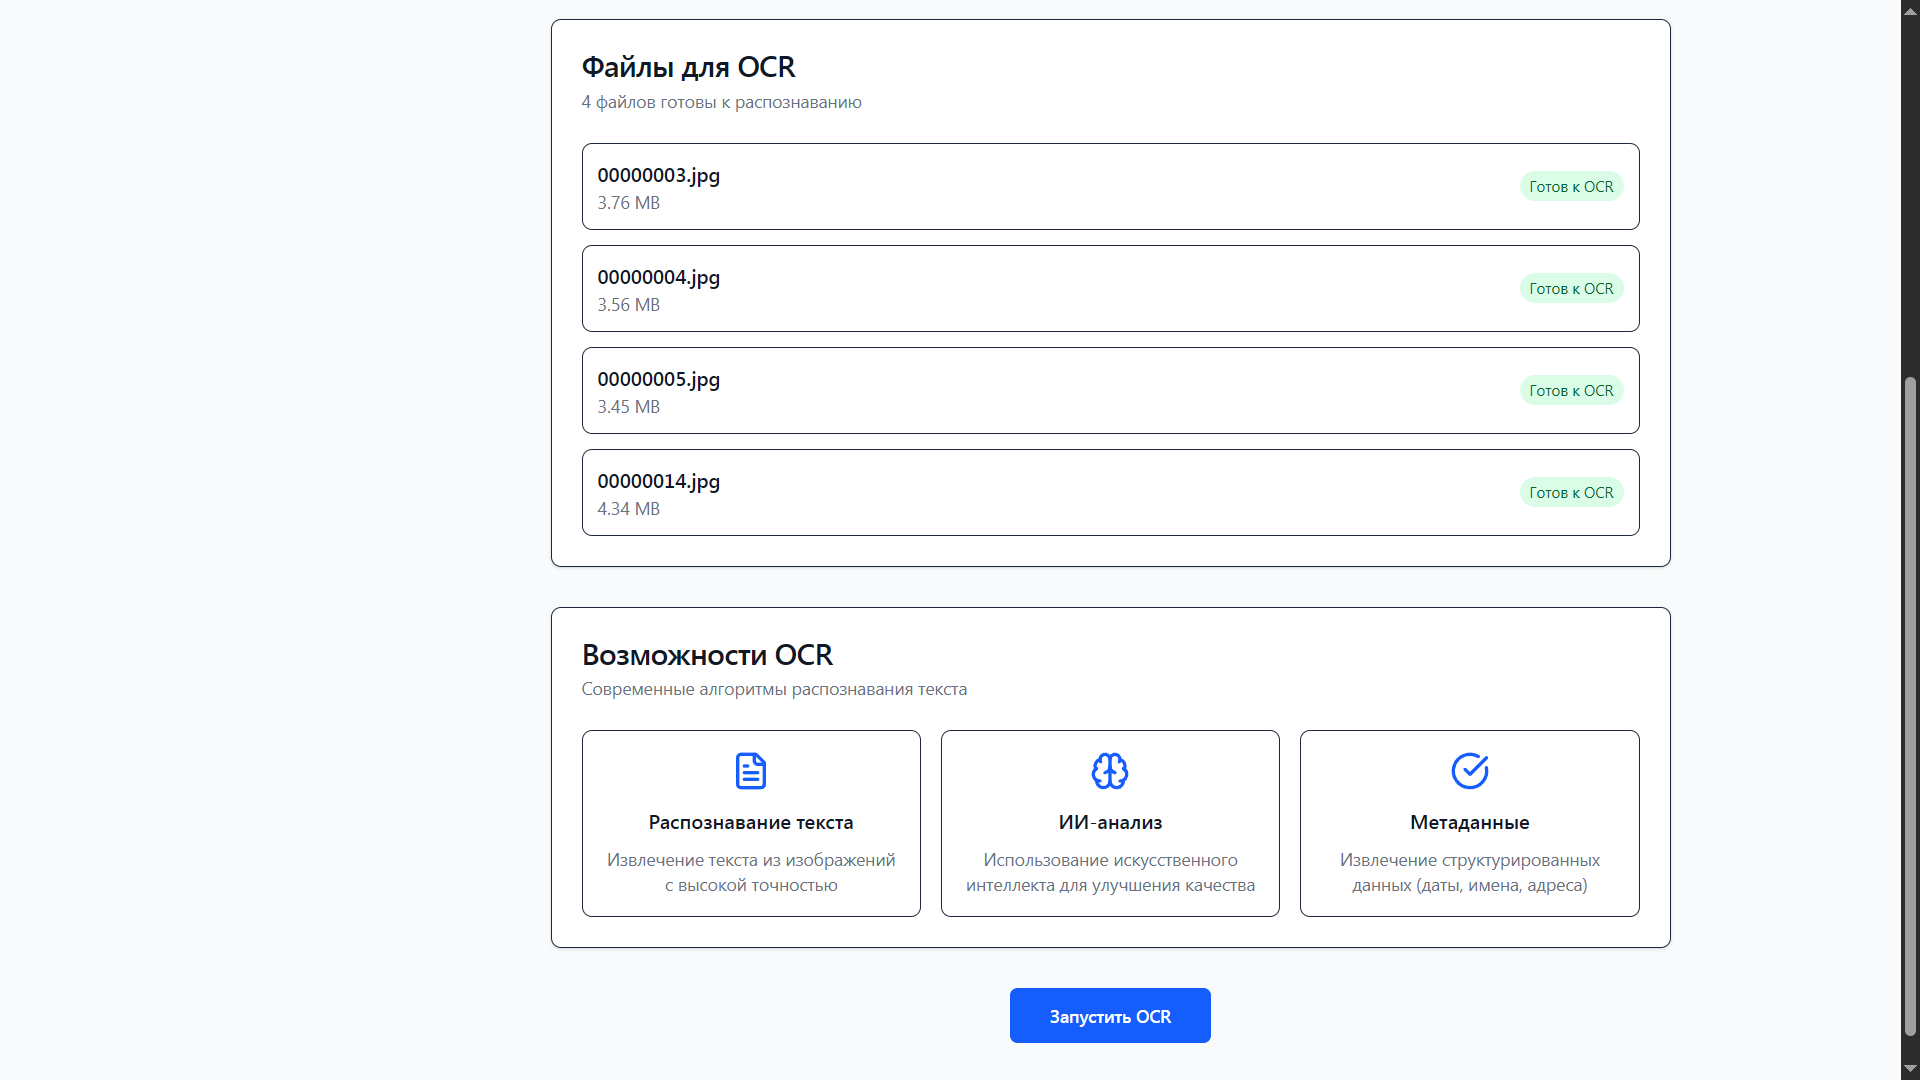 Файлы для OCR
4 файлов готовы к распознаванию
00000003.jpg
3.76 MB
Готов к OCR
00000004.jpg
3.56 MB
Готов к OCR
00000005.jpg
3.45 MB
Готов к OCR
00000014.jpg
4.34 MB
Готов к OCR
Возможности OCR
Современные алгоритмы распознавания текста
Распознавание текста
Извлечение текста из изображений
с высокой точностью
ИИ-анализ
Использование искусственного
интеллекта для улучшения качества
Метаданные
Извлечение структурированных
данных (даты, имена, адреса)
Запустить OCR